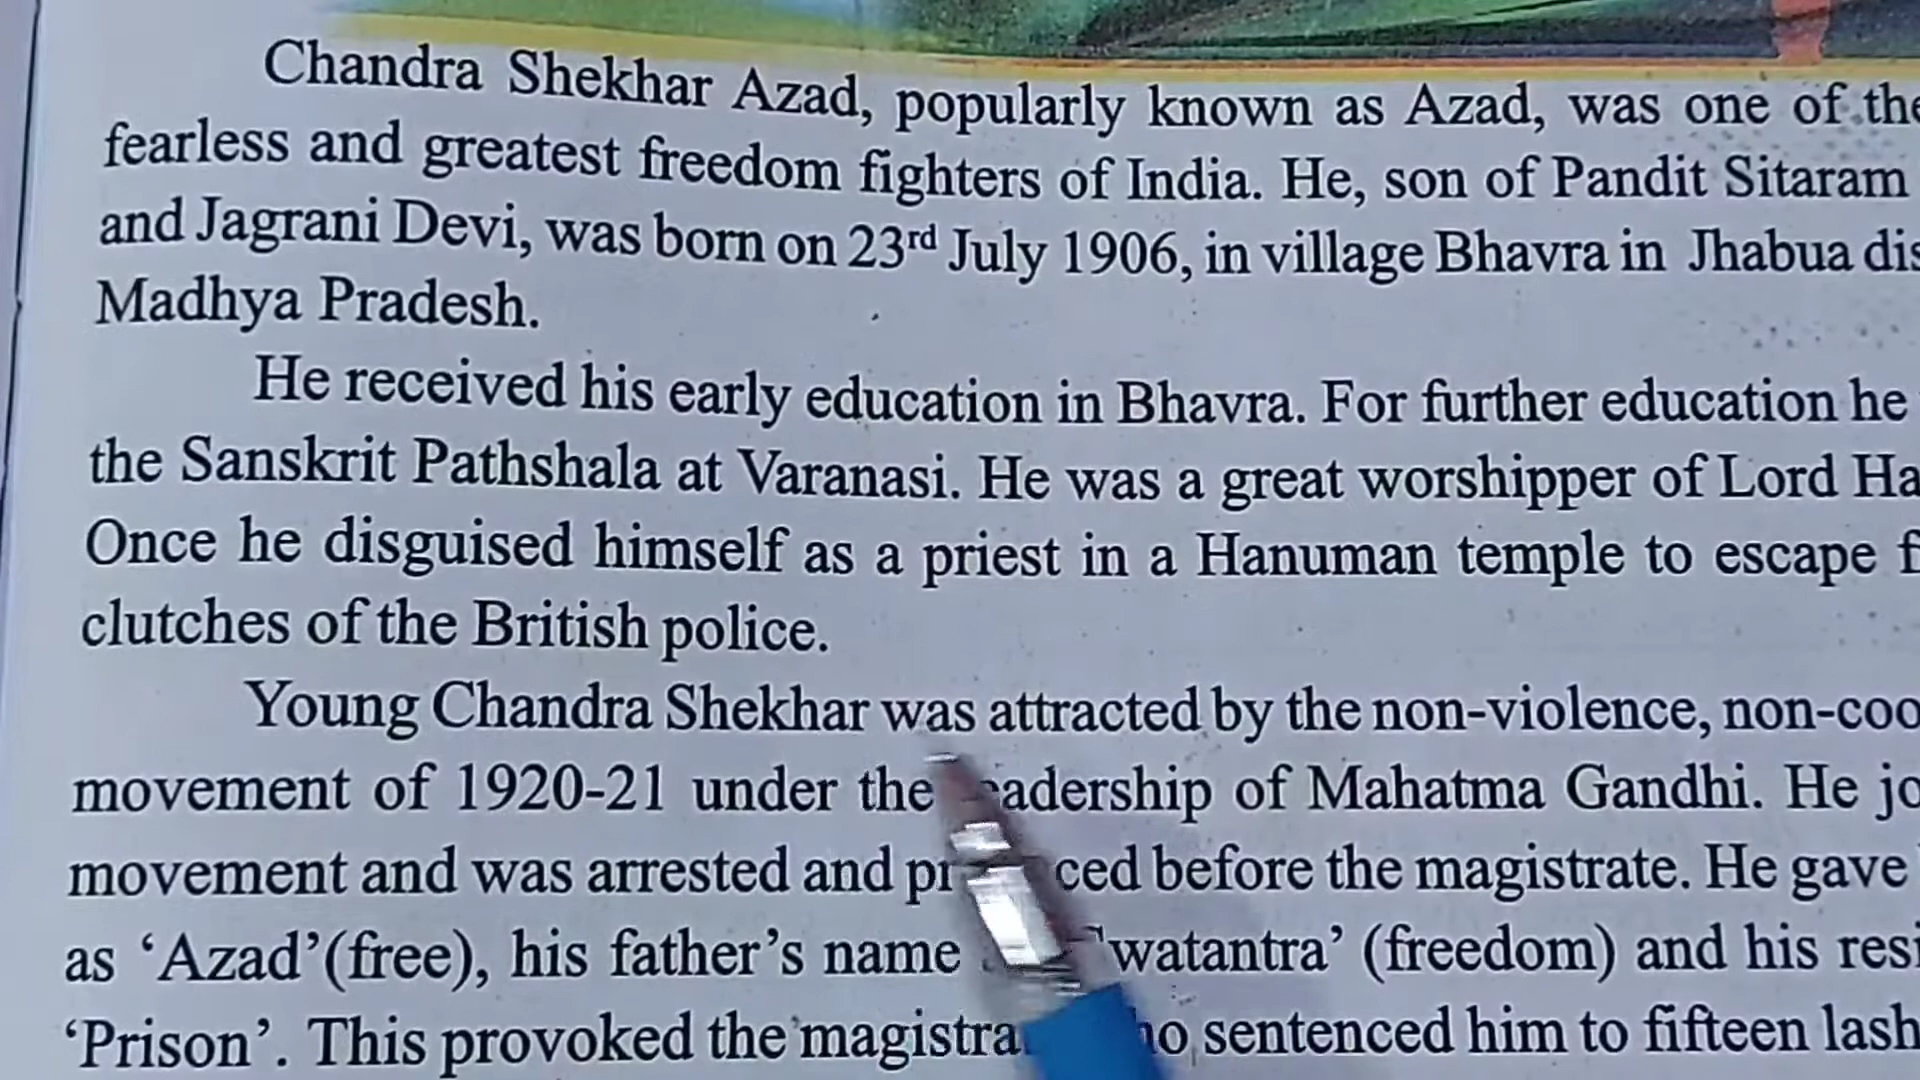 Chandra Shekhar Azad, popularly known as Azad, was one of the
fearless and greatest freedom fighters of India. He, son of Pandit Sitaram
and Jagrani Devi, was born on 23rd July 1906, in village Bhavra in Jhabua
Madhya Pradesh.
He received his early education in Bhavra. For further education he
the Sanskrit Pathshala at Varanasi. He was a great worshipper of Lord
Once he disguised himself as a priest in a Hanuman temple to escape
clutches of the British police.
Young Chandra Shekhar was attracted by the non-violence,
movement of 1920-21 under the of Mahatma Gandhi. He
movement and was arrested and before the magistrate. He gave
as ‘Azad’(free), his father’s name (freedom) and his
‘Prison’. This provoked the sentenced him to fifteen